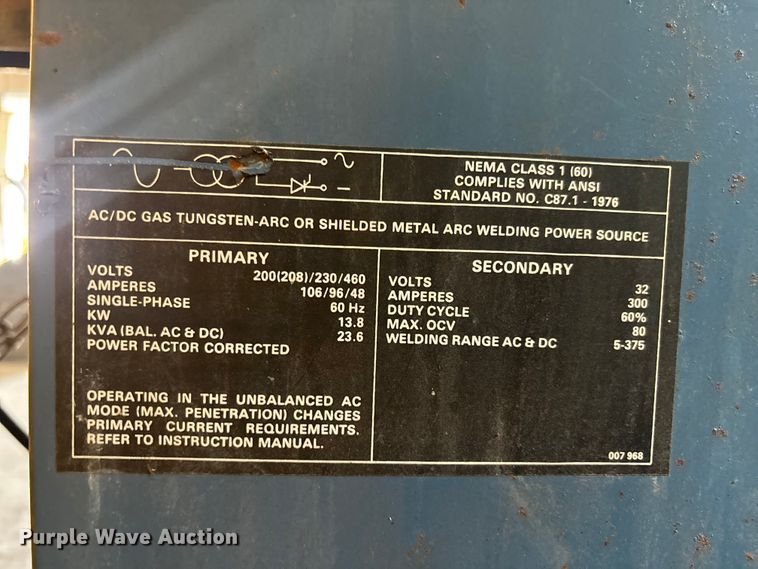 NEMA CLASS 1 (60)
COMPLIES WITH ANSI
STANDARD NO. C87.1 - 1976
AC/DC GAS TUNGSTEN-ARC OR SHIELDED METAL ARC WELDING POWER SOURCE
PRIMARY
VOLTS 200(208)/230/460
AMPERES 106/96/48
SINGLE-PHASE 60 Hz
KW 13.8
KVA (BAL. AC & DC) 23.6
POWER FACTOR CORRECTED
OPERATING IN THE UNBALANCED AC
MODE (MAX. PENETRATION) CHANGES
PRIMARY CURRENT REQUIREMENTS.
REFER TO INSTRUCTION MANUAL.
SECONDARY
VOLTS 32
AMPERES 300
DUTY CYCLE 60%
MAX. OCV 80
WELDING RANGE AC & DC 5-375
007 968
Purple Wave Auction